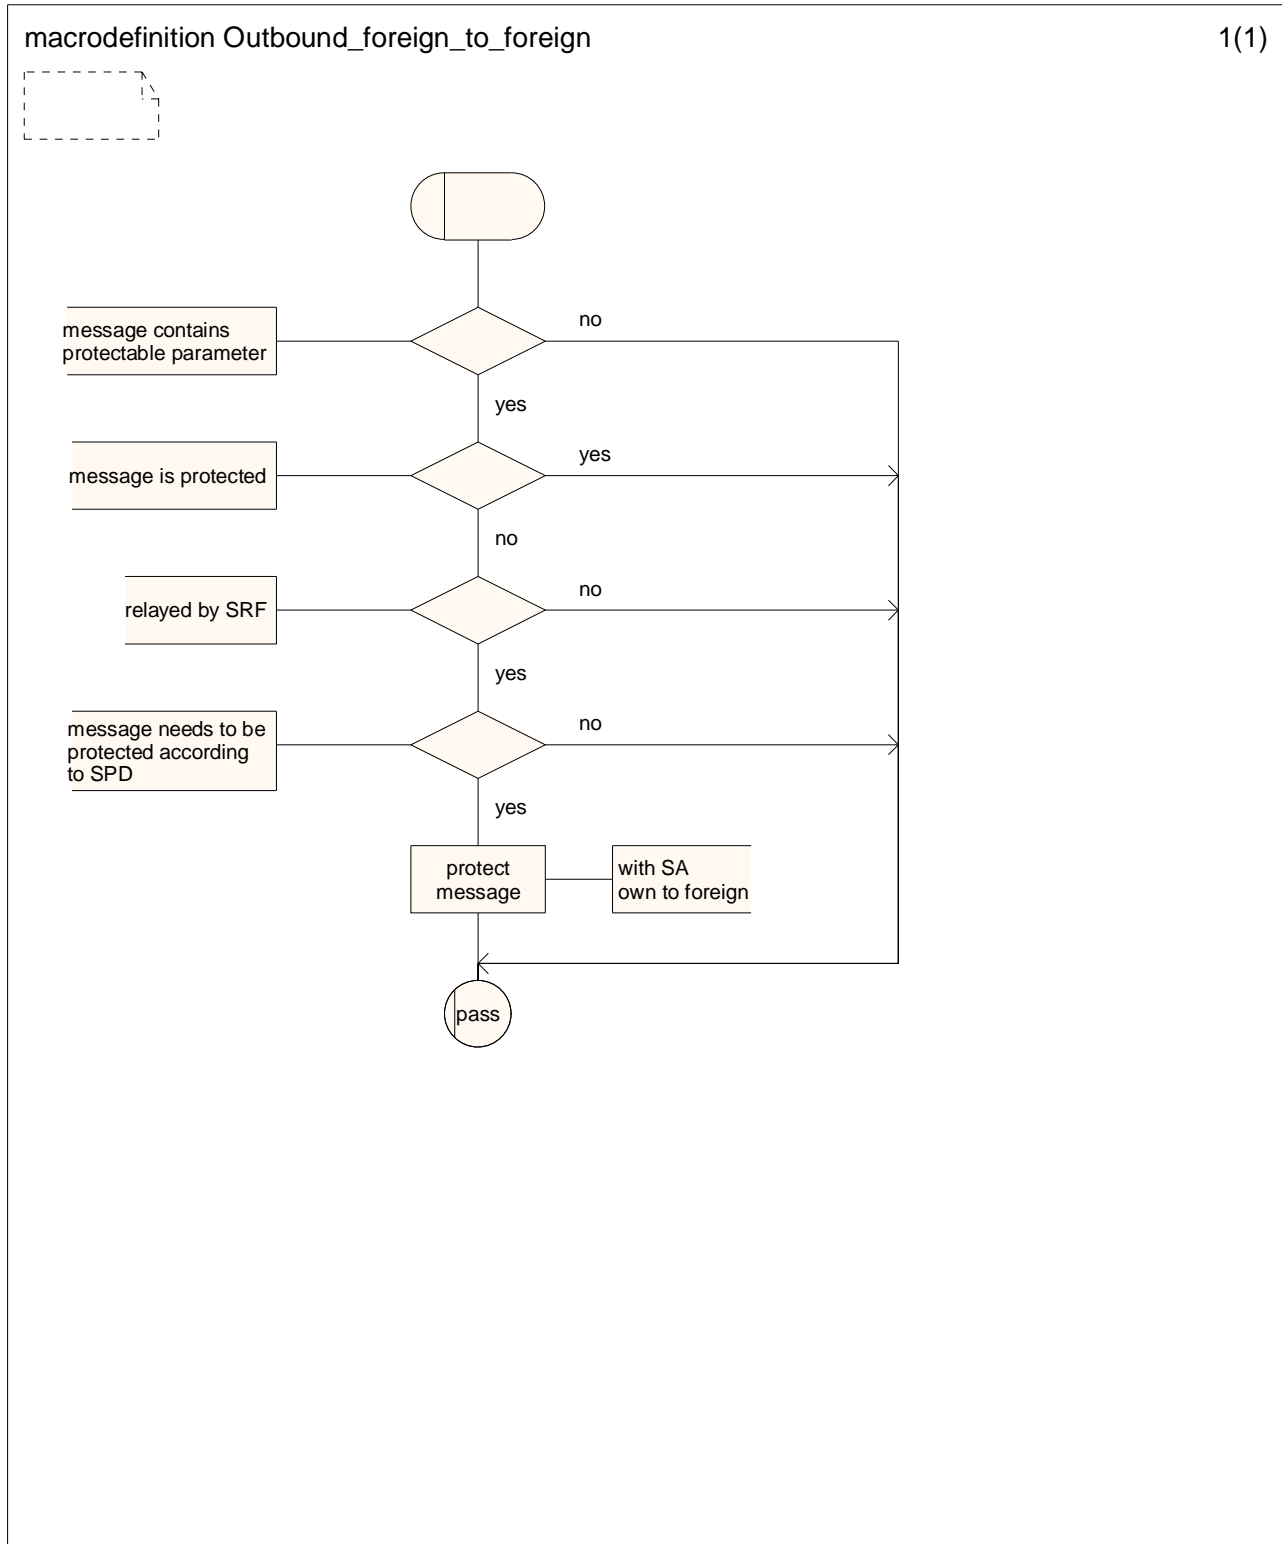 macrodefinition Outbound_foreign_to_foreign
1(1)
message contains
protectable parameter
no
yes
message is protected
yes
no
relayed by SRF
no
yes
message needs to be
protected according
to SPD
no
yes
protect
message
with SA
own to foreign
pass